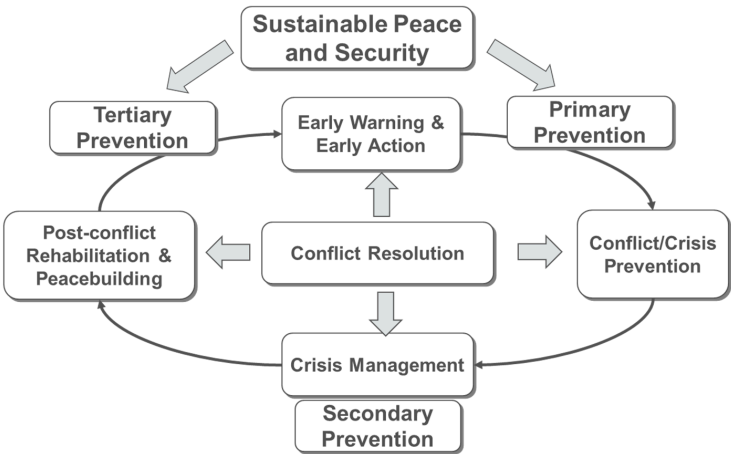 Sustainable Peace
and Security
Tertiary
Prevention
Early Warning &
Early Action
Primary
Prevention
Post-conflict
Rehabilitation &
Peacebuilding
Conflict Resolution
Conflict/Crisis
Prevention
Crisis Management
Secondary
Prevention